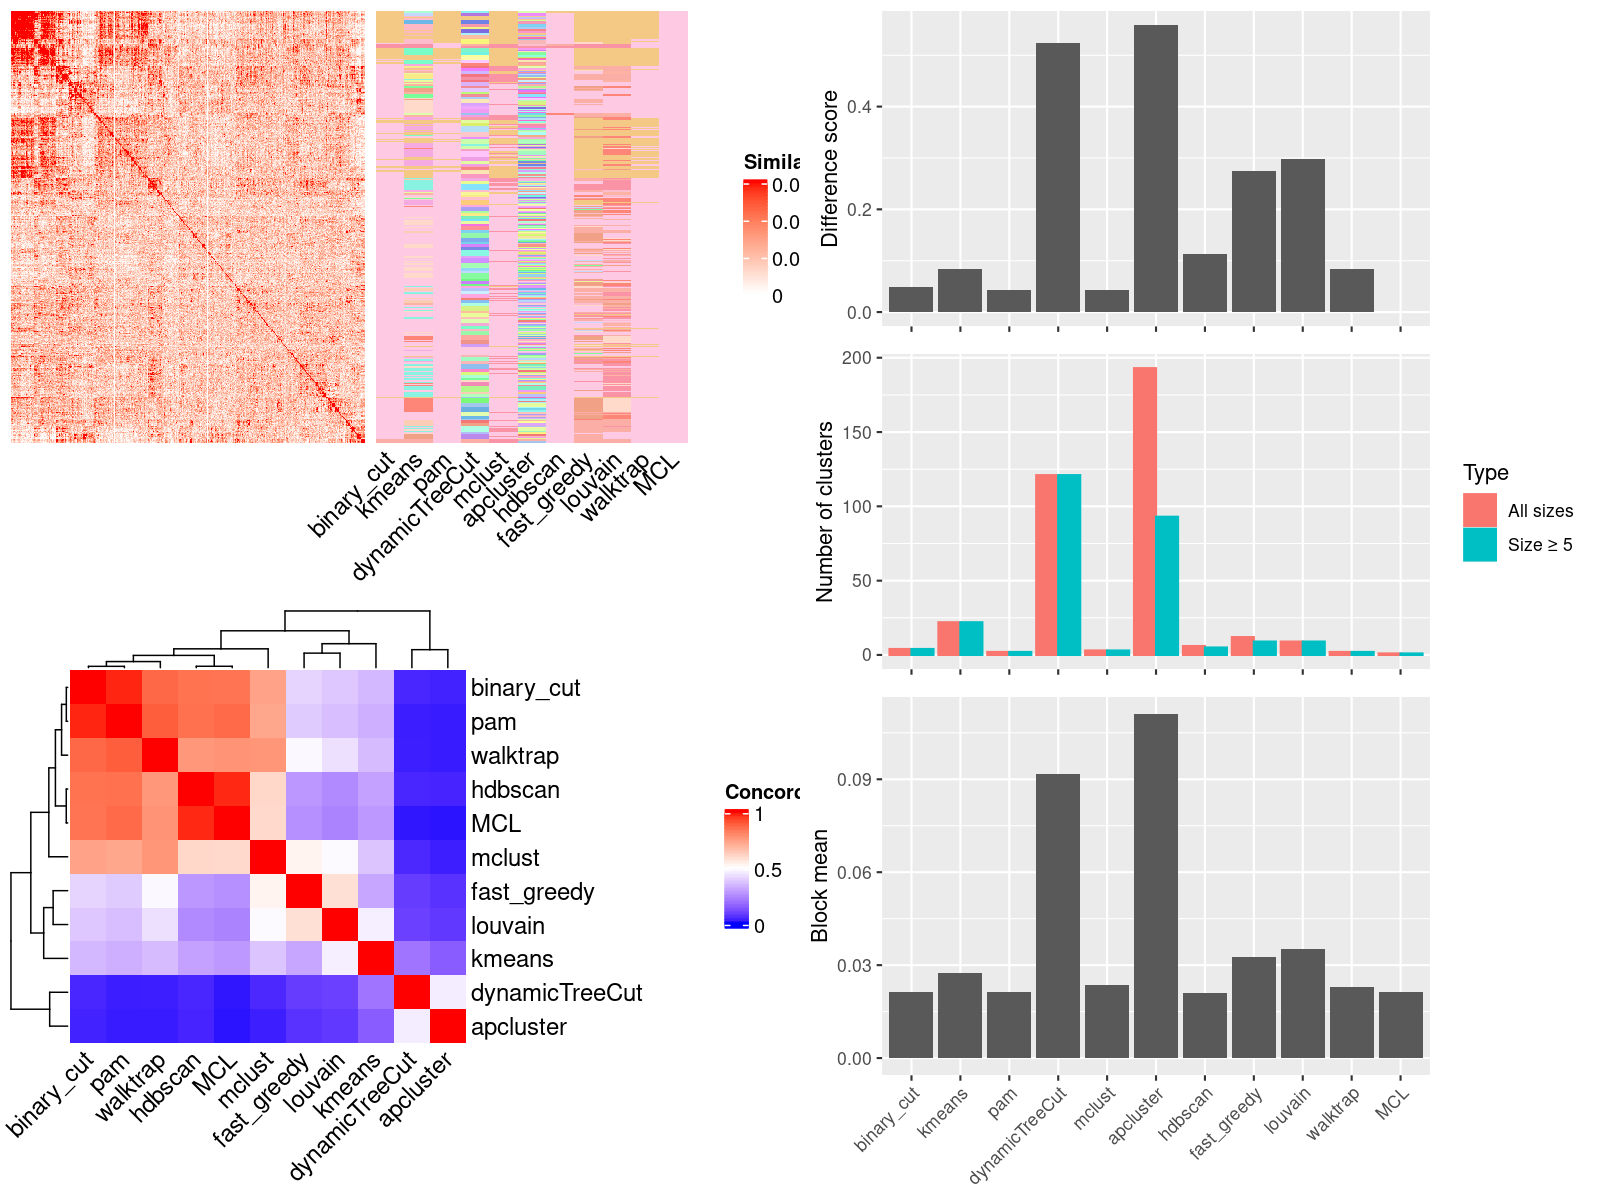 Simila
0.0
0.0
0.0
0
binary_cut
kmeans
pam
dynamicTreeCut
mclust
apcluster
hdbscan
fast_greedy
louvain
walktrap
MCL
Difference score
0.4
0.2
0.0
Number of clusters
200
150
100
50
0
Type
All sizes
Size ≥ 5
binary_cut
pam
walktrap
hdbscan
MCL
mclust
fast_greedy
louvain
kmeans
dynamicTreeCut
apcluster
Concord
1
0.5
0
binary_cut
pam
walktrap
hdbscan
MCL
mclust
fast_greedy
louvain
kmeans
dynamicTreeCut
apcluster
Block mean
0.09
0.06
0.03
0.00
binary_cut
kmeans
pam
dynamicTreeCut
mclust
apcluster
hdbscan
fast_greedy
louvain
walktrap
MCL